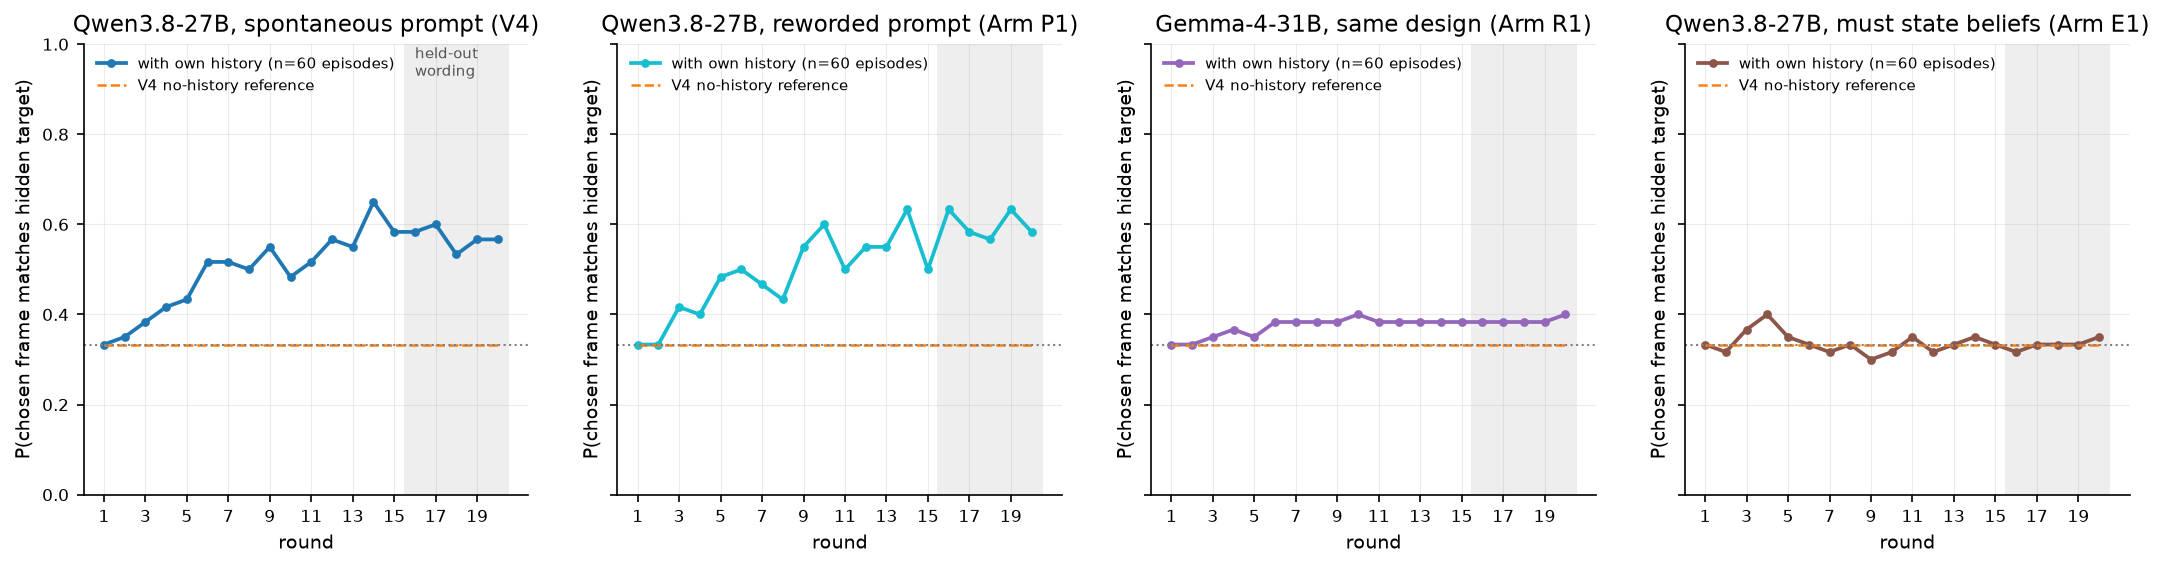 Qwen3.8-27B, spontaneous prompt (V4)
P(chosen frame matches hidden target)
1.0
0.8
0.6
0.4
0.2
0.0
with own history (n=60 episodes)
V4 no-history reference
held-out
wording
1 3 5 7 9 11 13 15 17 19
round
Qwen3.8-27B, reworded prompt (Arm P1)
P(chosen frame matches hidden target)
with own history (n=60 episodes)
V4 no-history reference
1 3 5 7 9 11 13 15 17 19
round
Gemma-4-31B, same design (Arm R1)
P(chosen frame matches hidden target)
with own history (n=60 episodes)
V4 no-history reference
1 3 5 7 9 11 13 15 17 19
round
Qwen3.8-27B, must state beliefs (Arm E1)
P(chosen frame matches hidden target)
with own history (n=60 episodes)
V4 no-history reference
1 3 5 7 9 11 13 15 17 19
round